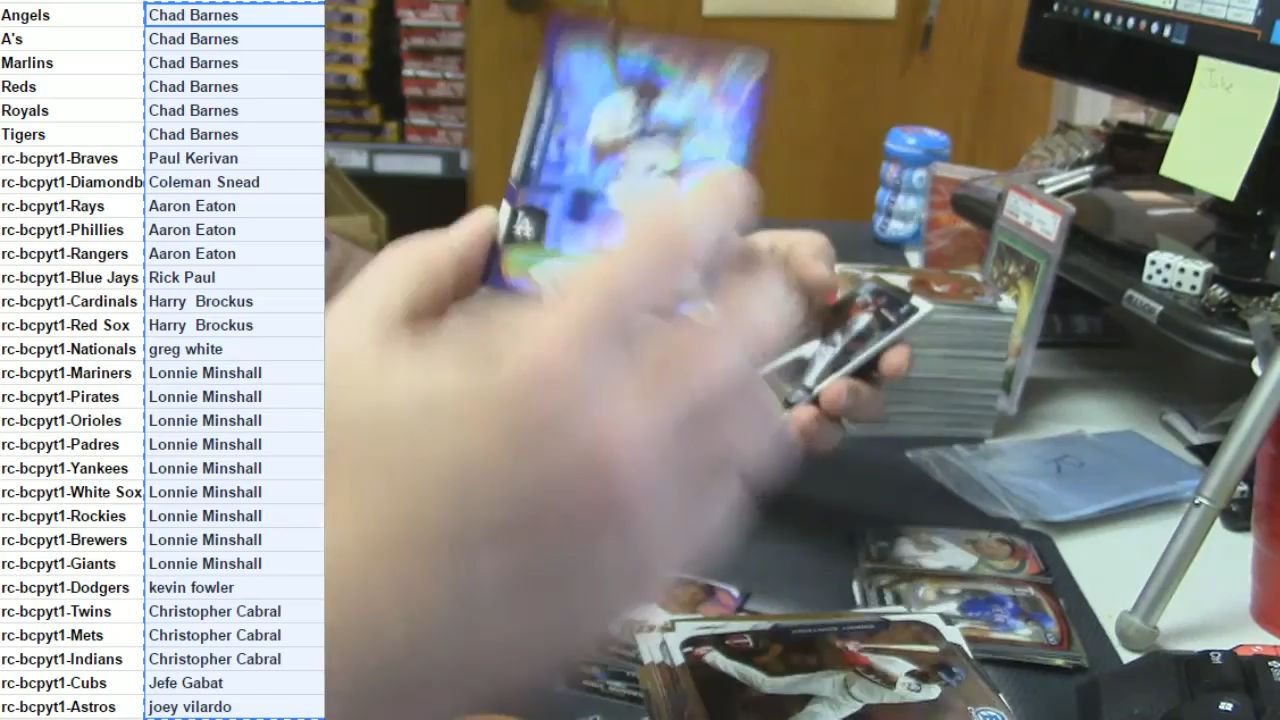 Angels Chad Barnes
A's Chad Barnes
Marlins Chad Barnes
Reds Chad Barnes
Royals Chad Barnes
Tigers Chad Barnes
rc-bcpyt1-Braves Paul Kerivan
rc-bcpyt1-Diamondb Coleman Snead
rc-bcpyt1-Rays Aaron Eaton
rc-bcpyt1-Phillies Aaron Eaton
rc-bcpyt1-Rangers Aaron Eaton
rc-bcpyt1-Blue Jays Rick Paul
rc-bcpyt1-Cardinals Harry Brockus
rc-bcpyt1-Red Sox Harry Brockus
rc-bcpyt1-Nationals greg white
rc-bcpyt1-Mariners Lonnie Minshall
rc-bcpyt1-Pirates Lonnie Minshall
rc-bcpyt1-Orioles Lonnie Minshall
rc-bcpyt1-Padres Lonnie Minshall
rc-bcpyt1-Yankees Lonnie Minshall
rc-bcpyt1-White Sox Lonnie Minshall
rc-bcpyt1-Rockies Lonnie Minshall
rc-bcpyt1-Brewers Lonnie Minshall
rc-bcpyt1-Giants Lonnie Minshall
rc-bcpyt1-Dodgers kevin fowler
rc-bcpyt1-Twins Christopher Cabral
rc-bcpyt1-Mets Christopher Cabral
rc-bcpyt1-Indians Christopher Cabral
rc-bcpyt1-Cubs Jefe Gabat
rc-bcpyt1-Astros joey vilardo
LA
R